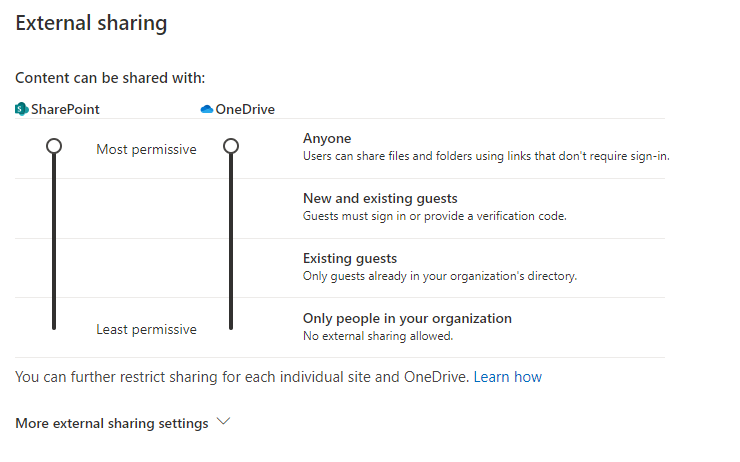 External sharing
Content can be shared with:
SharePoint
OneDrive
Most permissive
Anyone
Users can share files and folders using links that don't require sign-in.
New and existing guests
Guests must sign in or provide a verification code.
Existing guests
Only guests already in your organization's directory.
Least permissive
Only people in your organization
No external sharing allowed.
You can further restrict sharing for each individual site and OneDrive. Learn how
More external sharing settings